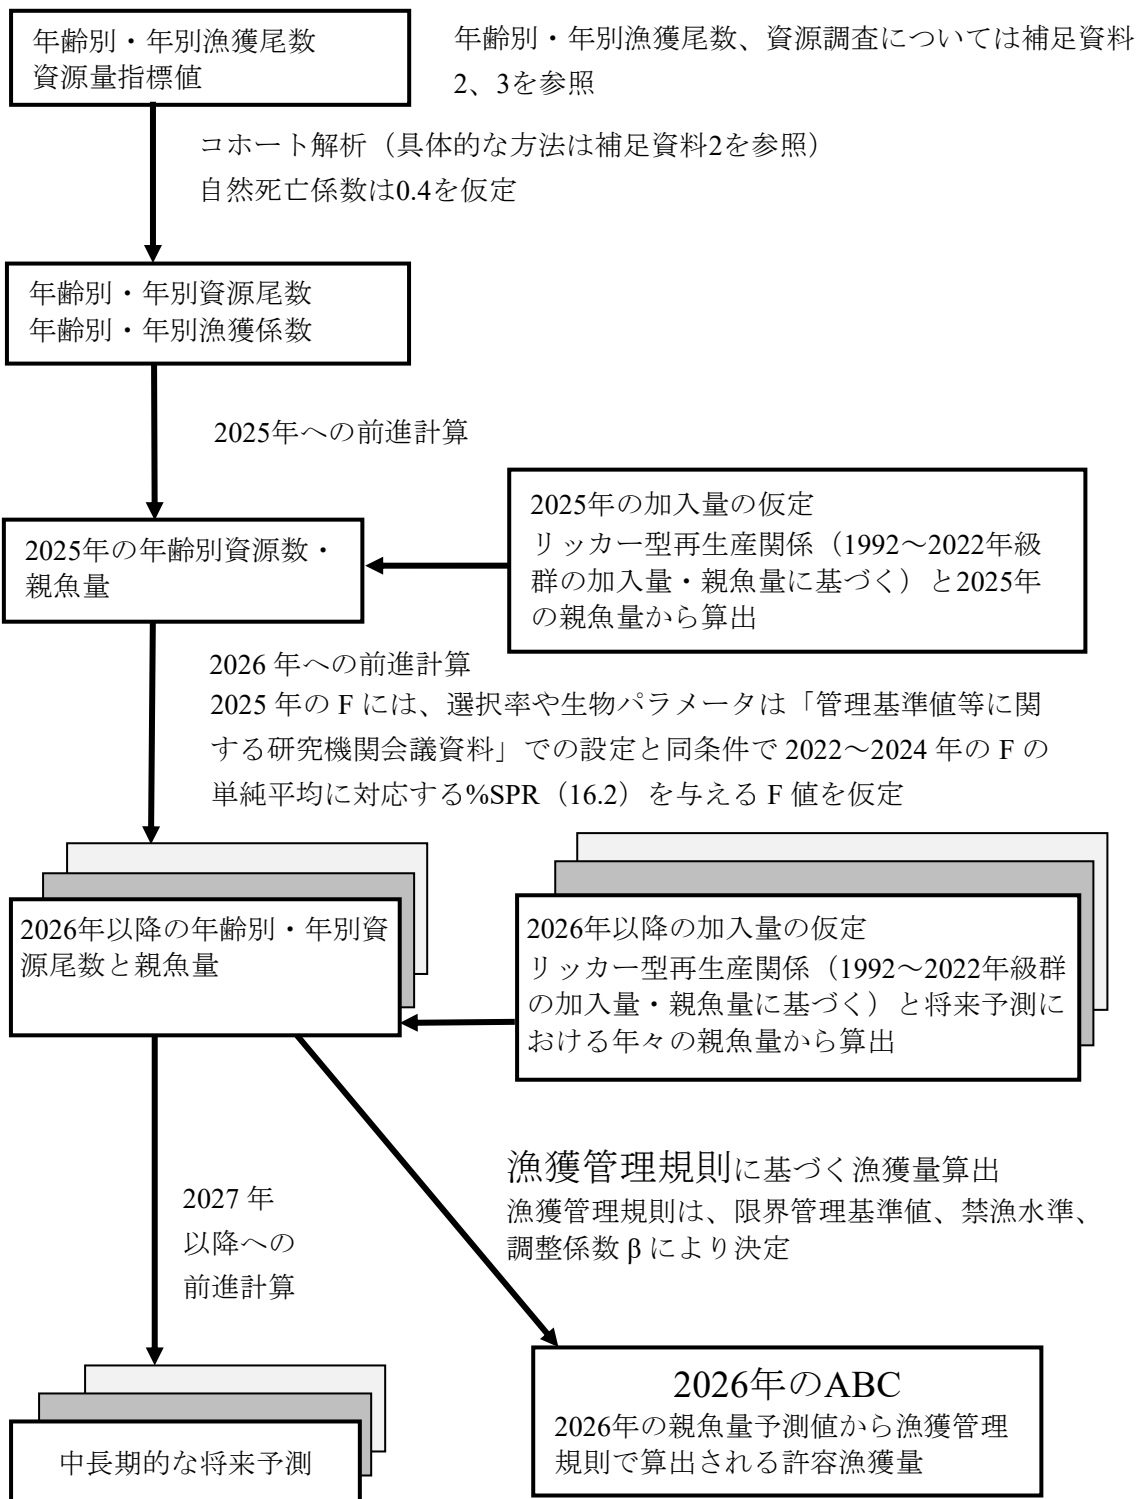 年齢別・年別漁獲尾数
資源量指標値
年齢別・年別漁獲尾数、資源調査については補足資料
2、3を参照
コホート解析（具体的な方法は補足資料2を参照）
自然死亡係数は0.4を仮定
年齢別・年別資源尾数
年齢別・年別漁獲係数
2025年への前進計算
2025年の加入量の仮定
リッカー型再生産関係（1992～2022年級
群の加入量・親魚量に基づく）と2025年
の親魚量から算出
2025年の年齢別資源数・
親魚量
2026 年への前進計算
2025 年の F には、選択率や生物パラメータは「管理基準値等に関
する研究機関会議資料」での設定と同条件で 2022～2024 年の F の
単純平均に対応する%SPR（16.2）を与える F 値を仮定
2026年以降の年齢別・年別資
源尾数と親魚量
2026年以降の加入量の仮定
リッカー型再生産関係（1992～2022年級群
の加入量・親魚量に基づく）と将来予測に
おける年々の親魚量から算出
漁獲管理規則に基づく漁獲量算出
漁獲管理規則は、限界管理基準値、禁漁水準、
調整係数 β により決定
2027 年
以降への
前進計算
2026年のABC
2026年の親魚量予測値から漁獲管理
規則で算出される許容漁獲量
中長期的な将来予測